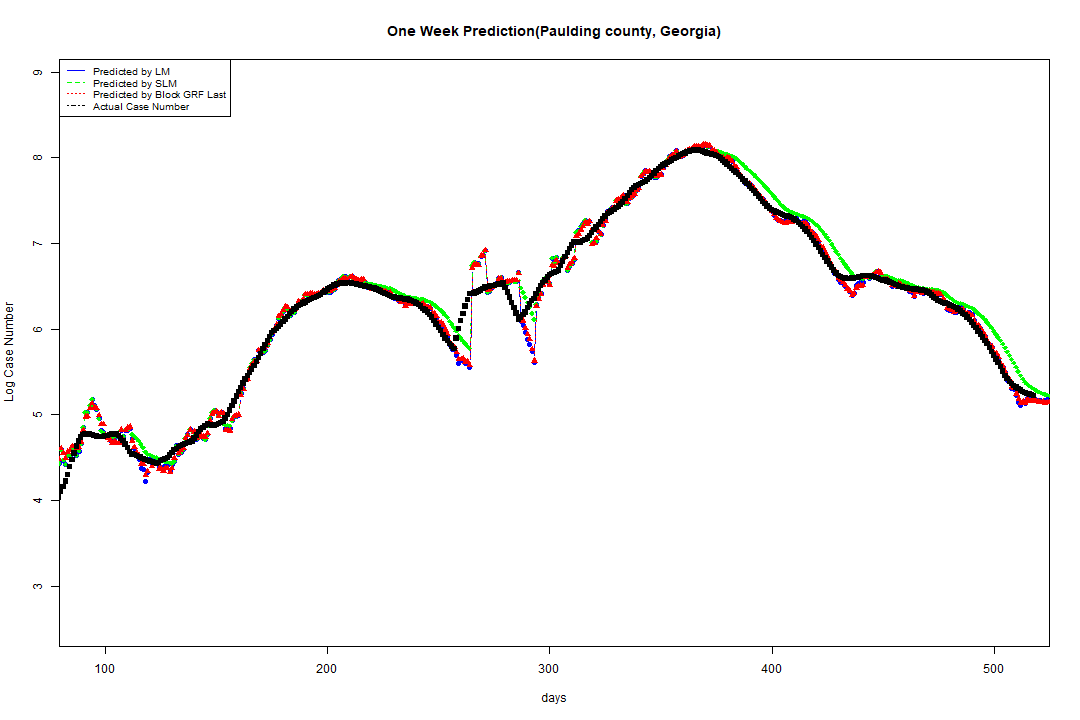 One Week Prediction(Paulding county, Georgia)
Predicted by LM
Predicted by SLM
Predicted by Block GRF Last
Actual Case Number
9
8
7
6
5
4
3
Log Case Number
100 200 300 400 500
days